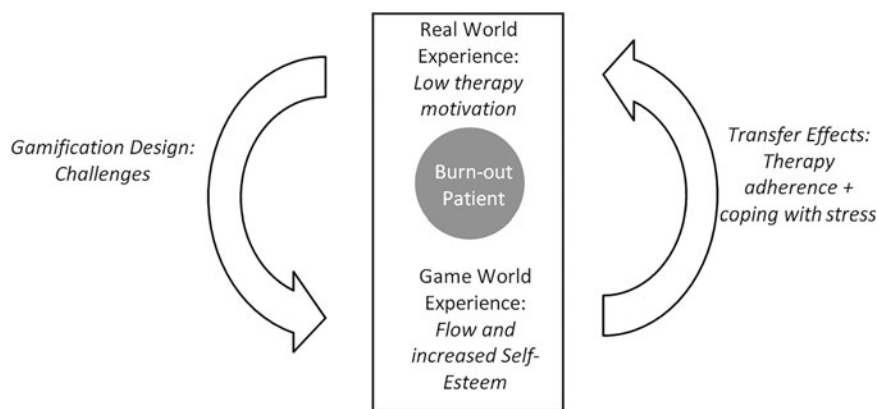 Real World
Experience:
Low therapy
motivation
Gamification Design:
Challenges
Burn-out
Patient
Transfer Effects:
Therapy
adherence +
coping with stress
Game World
Experience:
Flow and
increased Self-
Esteem